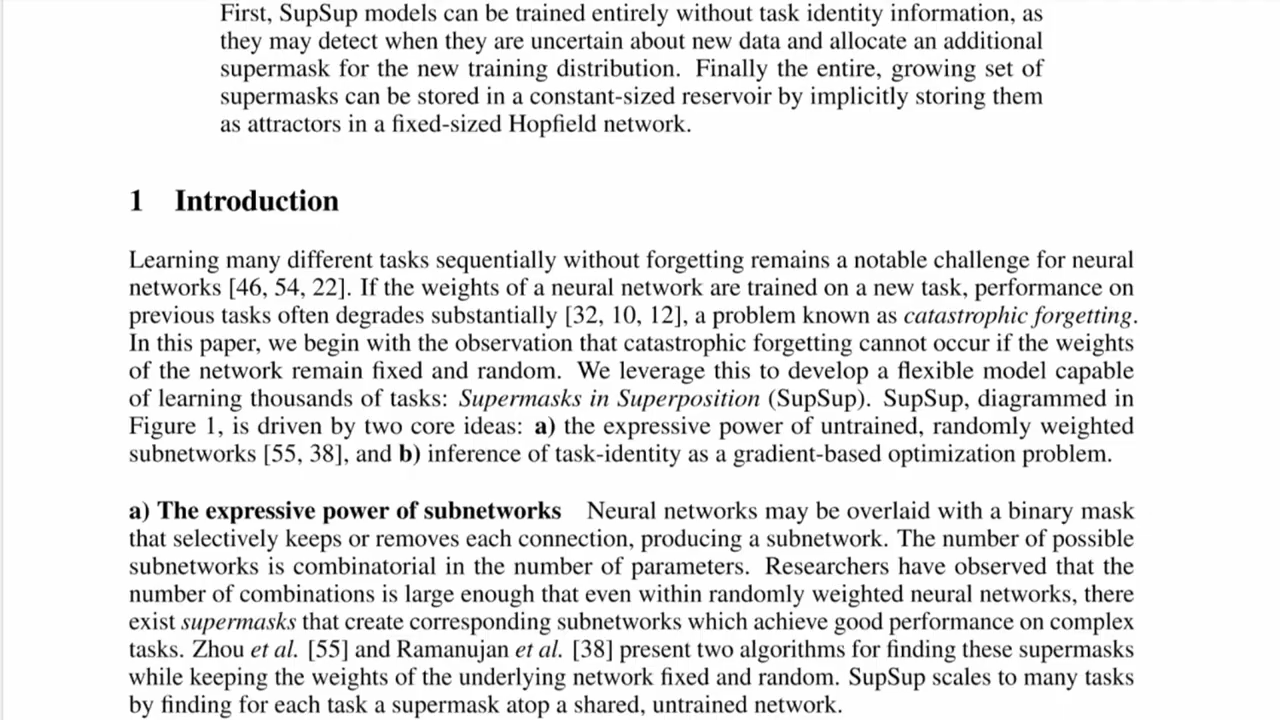 First, SupSup models can be trained entirely without task identity information, as
they may detect when they are uncertain about new data and allocate an additional
supermask for the new training distribution. Finally the entire, growing set of
supermasks can be stored in a constant-sized reservoir by implicitly storing them
as attractors in a fixed-sized Hopfield network.
1 Introduction
Learning many different tasks sequentially without forgetting remains a notable challenge for neural
networks [46, 54, 22]. If the weights of a neural network are trained on a new task, performance on
previous tasks often degrades substantially [32, 10, 12], a problem known as catastrophic forgetting.
In this paper, we begin with the observation that catastrophic forgetting cannot occur if the weights
of the network remain fixed and random. We leverage this to develop a flexible model capable
of learning thousands of tasks: Supermasks in Superposition (SupSup). SupSup, diagrammed in
Figure 1, is driven by two core ideas: a) the expressive power of untrained, randomly weighted
subnetworks [55, 38], and b) inference of task-identity as a gradient-based optimization problem.
a) The expressive power of subnetworks Neural networks may be overlaid with a binary mask
that selectively keeps or removes each connection, producing a subnetwork. The number of possible
subnetworks is combinatorial in the number of parameters. Researchers have observed that the
number of combinations is large enough that even within randomly weighted neural networks, there
exist supermasks that create corresponding subnetworks which achieve good performance on complex
tasks. Zhou et al. [55] and Ramanujan et al. [38] present two algorithms for finding these supermasks
while keeping the weights of the underlying network fixed and random. SupSup scales to many tasks
by finding for each task a supermask atop a shared, untrained network.